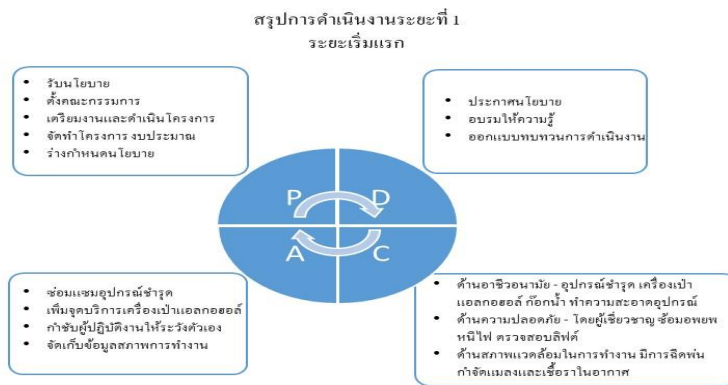 สรุปการดำเนินงานระยะที่ 1
ระยะเริ่มแรก
• รับนโยบาย
• ตั้งคณะกรรมการ
• เตรียมงานและดำเนินโครงการ
• จัดทำโครงการ งบประมาณ
• ร่างกำหนดนโยบาย
• ประกาศนโยบาย
• อบรมให้ความรู้
• ออกแบบทบทวนการดำเนินงาน
P D
A C
• ซ่อมแซมอุปกรณ์ชำรุด
• เพิ่มจุดบริการเครื่องเป่าแอลกอฮอล์
• กำชับผู้ปฏิบัติงานให้ระวังตัวเอง
• จัดเก็บข้อมูลสภาพการทำงาน
• ด้านอาชีวอนามัย - อุปกรณ์ชำรุด เครื่องเป่า
แอลกอฮอล์ ก๊อกน้ำ ทำความสะอาดอุปกรณ์
• ด้านความปลอดภัย - โดยผู้เชี่ยวชาญ ซ้อมอพยพ
หนีไฟ ตรวจสอบลิฟต์
• ด้านสภาพแวดล้อมในการทำงาน มีการฉีดพ่น
กำจัดแมลงและเชื้อราในอากาศ